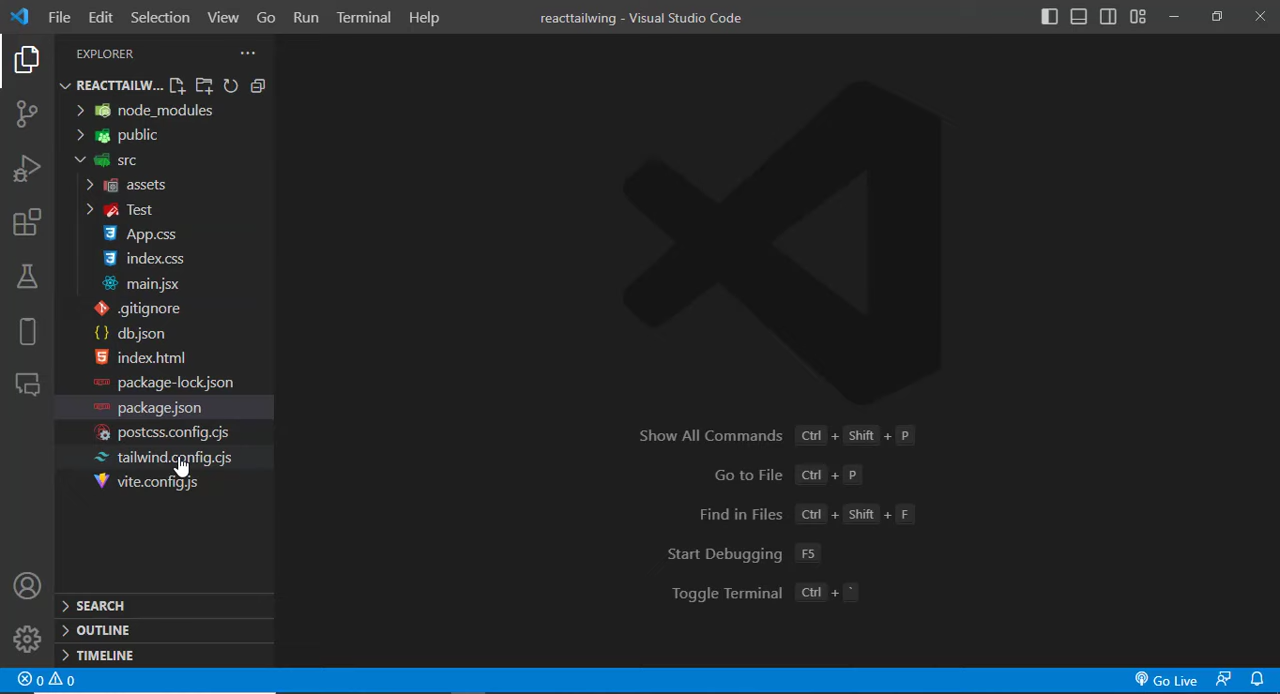 File Edit Selection View Go Run Terminal Help reacttailwing - Visual Studio Code
EXPLORER
REACTTAILW...
node_modules
public
src
assets
Test
App.css
index.css
main.jsx
.gitignore
db.json
index.html
package-lock.json
package.json
postcss.config.cjs
tailwind.config.cjs
vite.config.js
SEARCH
OUTLINE
TIMELINE
Show All Commands Ctrl + Shift + P
Go to File Ctrl + P
Find in Files Ctrl + Shift + F
Start Debugging F5
Toggle Terminal Ctrl + `
0 0 Go Live